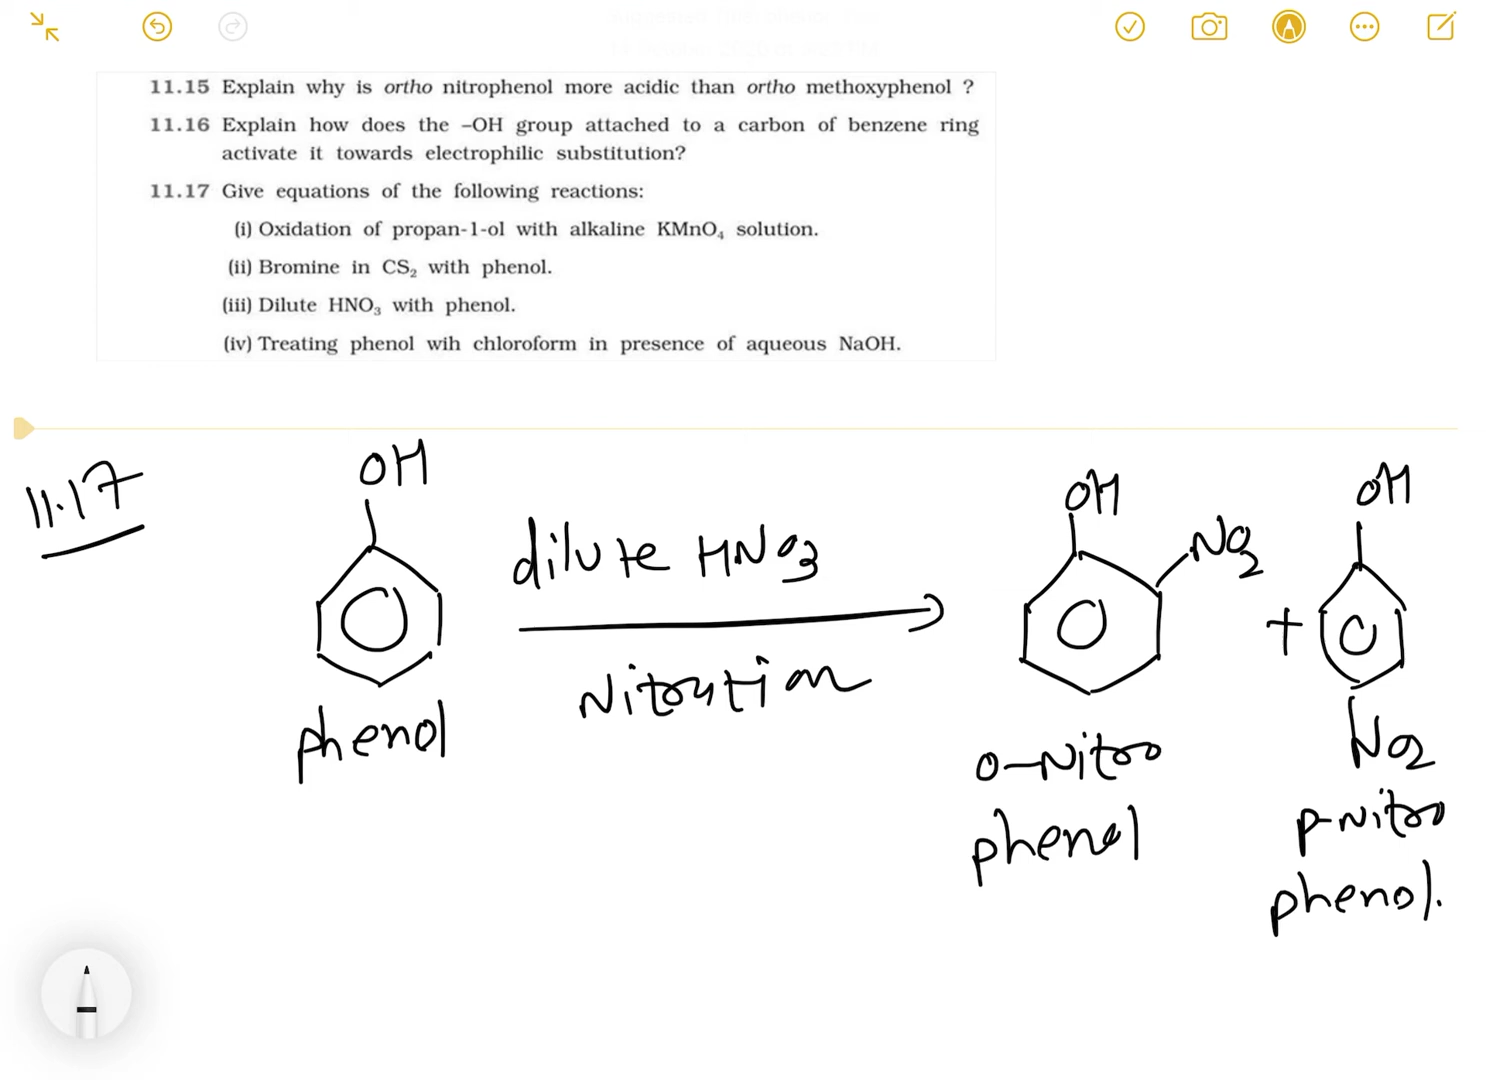 11.15 Explain why is ortho nitrophenol more acidic than ortho methoxyphenol ?
11.16 Explain how does the –OH group attached to a carbon of benzene ring
activate it towards electrophilic substitution?
11.17 Give equations of the following reactions:
(i) Oxidation of propan-1-ol with alkaline KMnO₄ solution.
(ii) Bromine in CS₂ with phenol.
(iii) Dilute HNO₃ with phenol.
(iv) Treating phenol wih chloroform in presence of aqueous NaOH.
11.17
OH
phenol
dilute HNO3
Nitration
OH
NO2
o-Nitro
phenol
+
OH
NO2
p-nitro
phenol.